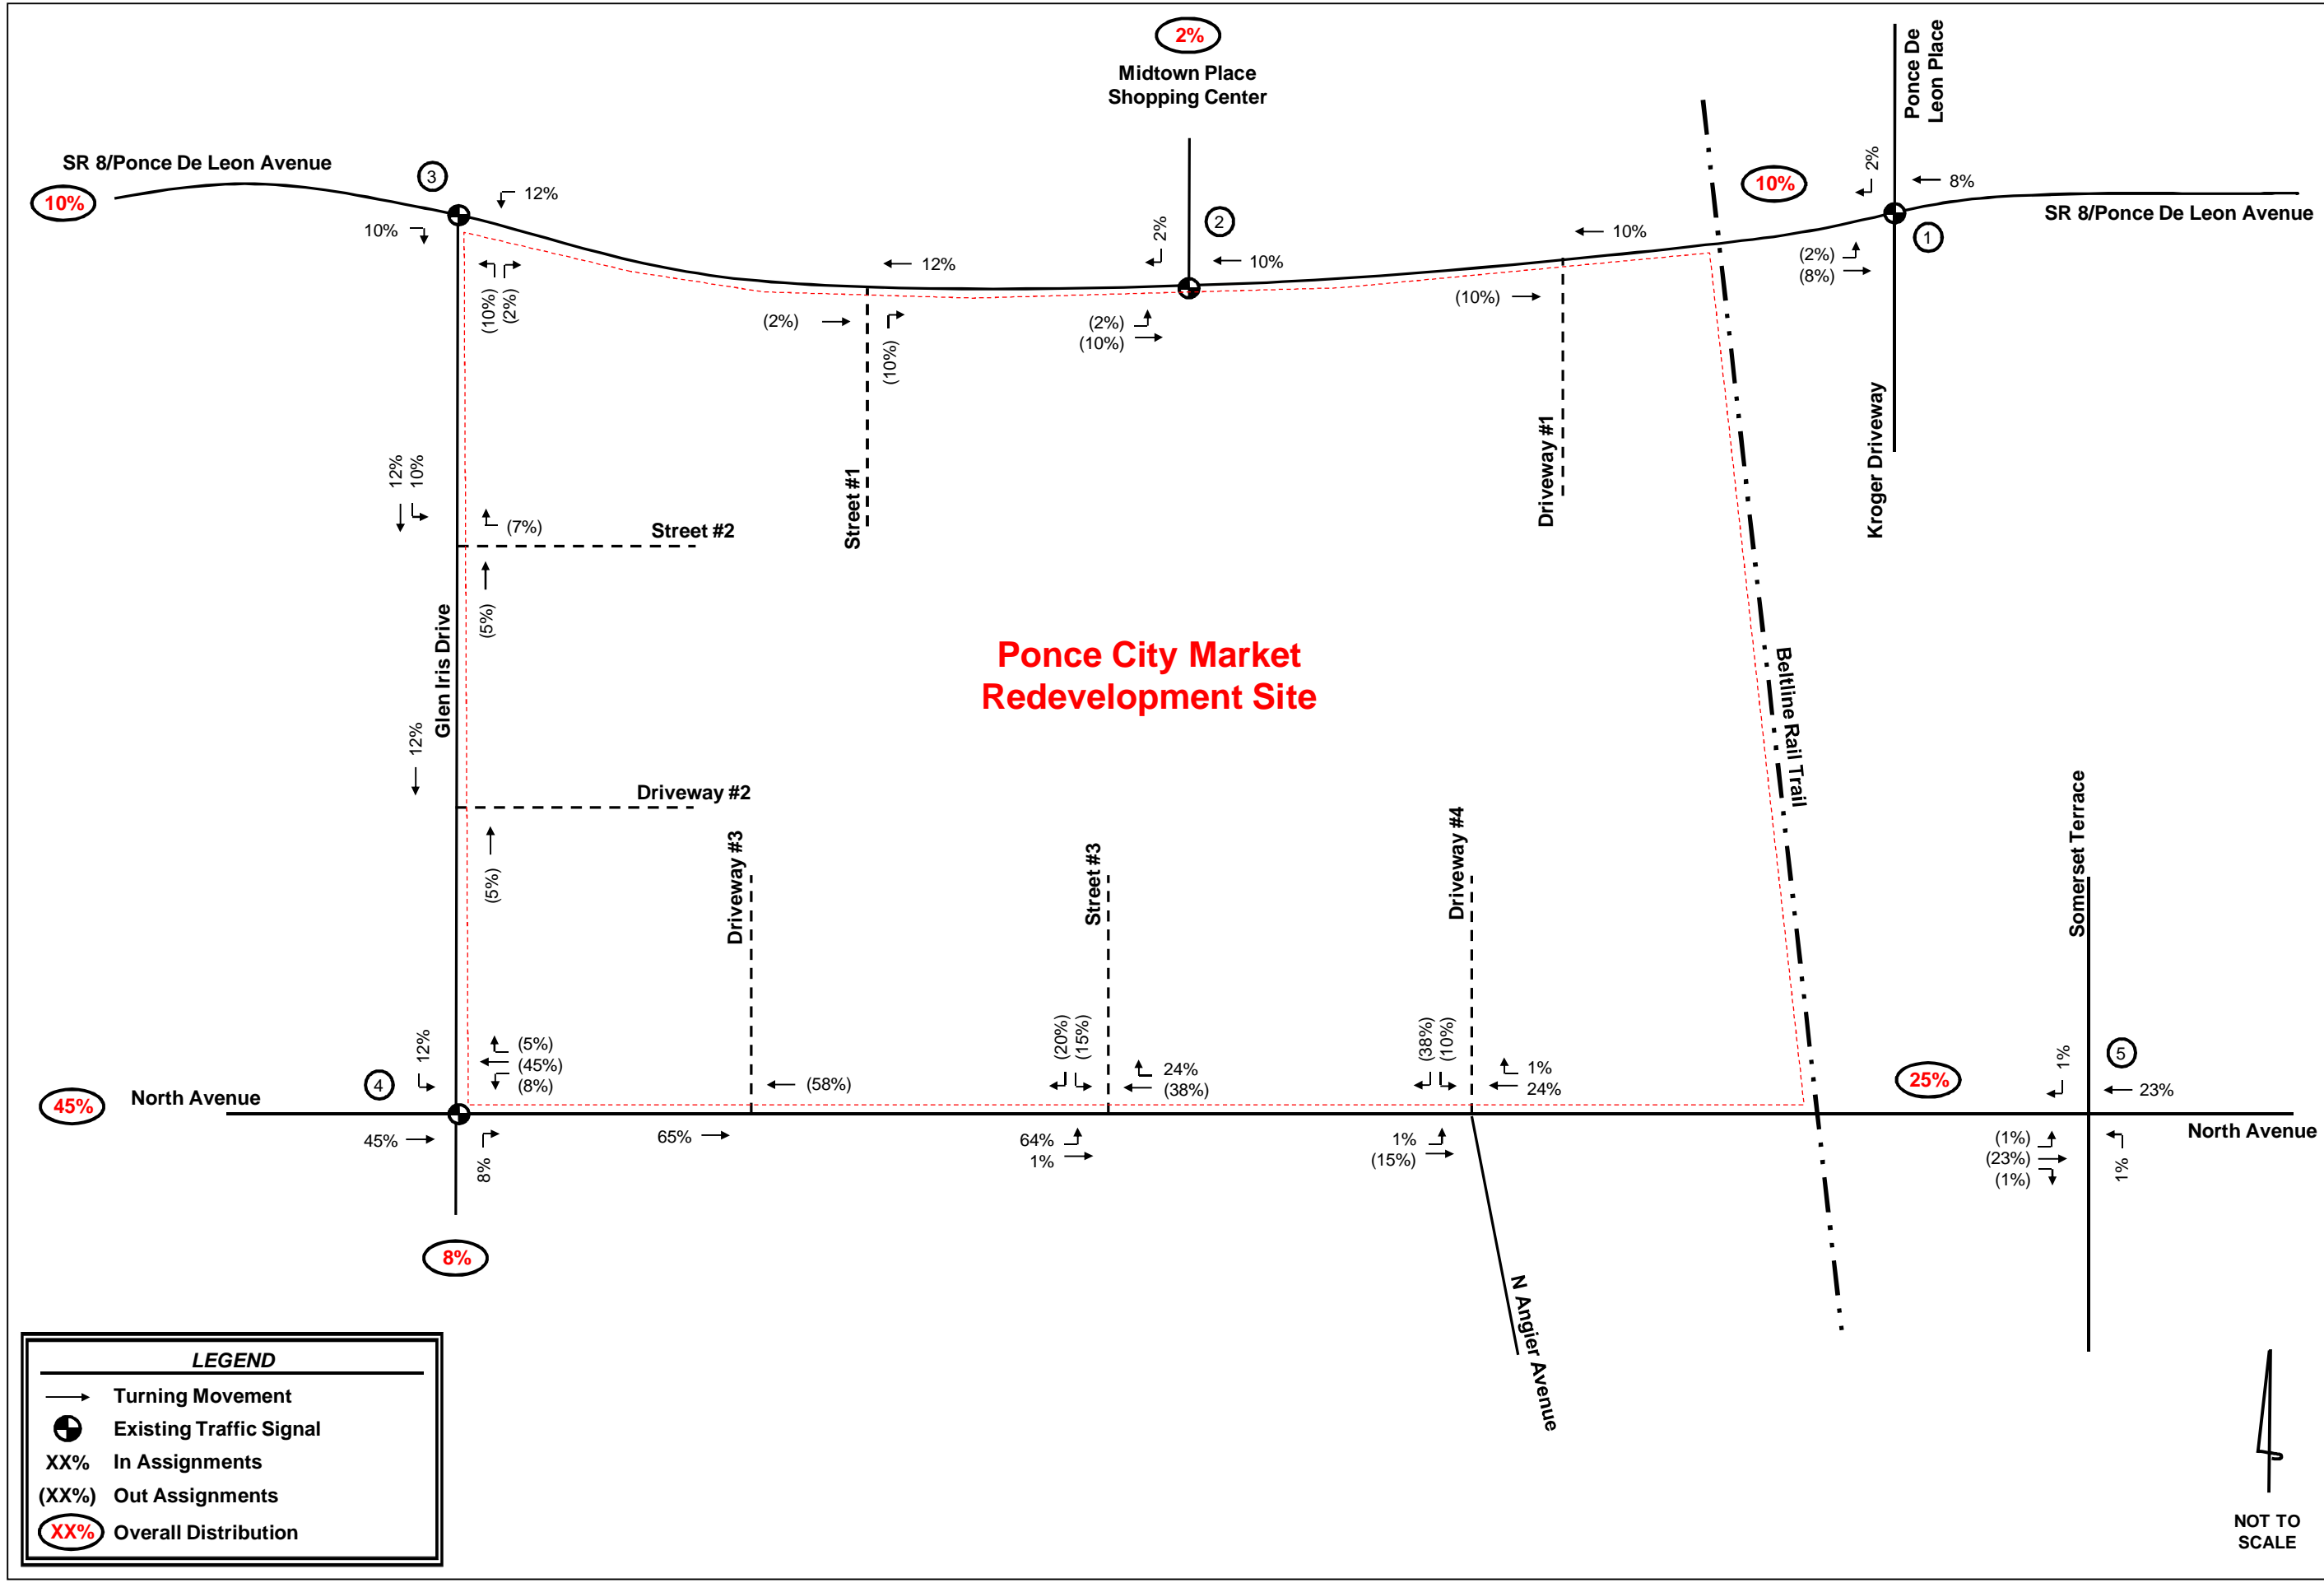 2%
Midtown Place
Shopping Center
Ponce De
Leon Place
SR 8/Ponce De Leon Avenue
10%
3
12%
10%
(10%)
(2%)
12%
(2%)
(10%)
Street #1
2%
2
10%
(2%)
(10%)
10%
(10%)
Driveway #1
10%
2%
8%
SR 8/Ponce De Leon Avenue
1
(2%)
(8%)
Kroger Driveway
12%
10%
(7%)
Street #2
(5%)
Glen Iris Drive
Ponce City Market
Redevelopment Site
Beltline Rail Trail
12%
Driveway #2
(5%)
Driveway #3
Street #3
Driveway #4
Somerset Terrace
45%
North Avenue
4
12%
(5%)
(45%)
(8%)
(58%)
(20%)
(15%)
24%
(38%)
(38%)
(10%)
1%
24%
25%
1%
5
23%
North Avenue
45%
8%
65%
64%
1%
1%
(15%)
(1%)
(23%)
(1%)
1%
8%
N Angier Avenue
LEGEND
Turning Movement
Existing Traffic Signal
XX% In Assignments
(XX%) Out Assignments
XX% Overall Distribution
NOT TO
SCALE